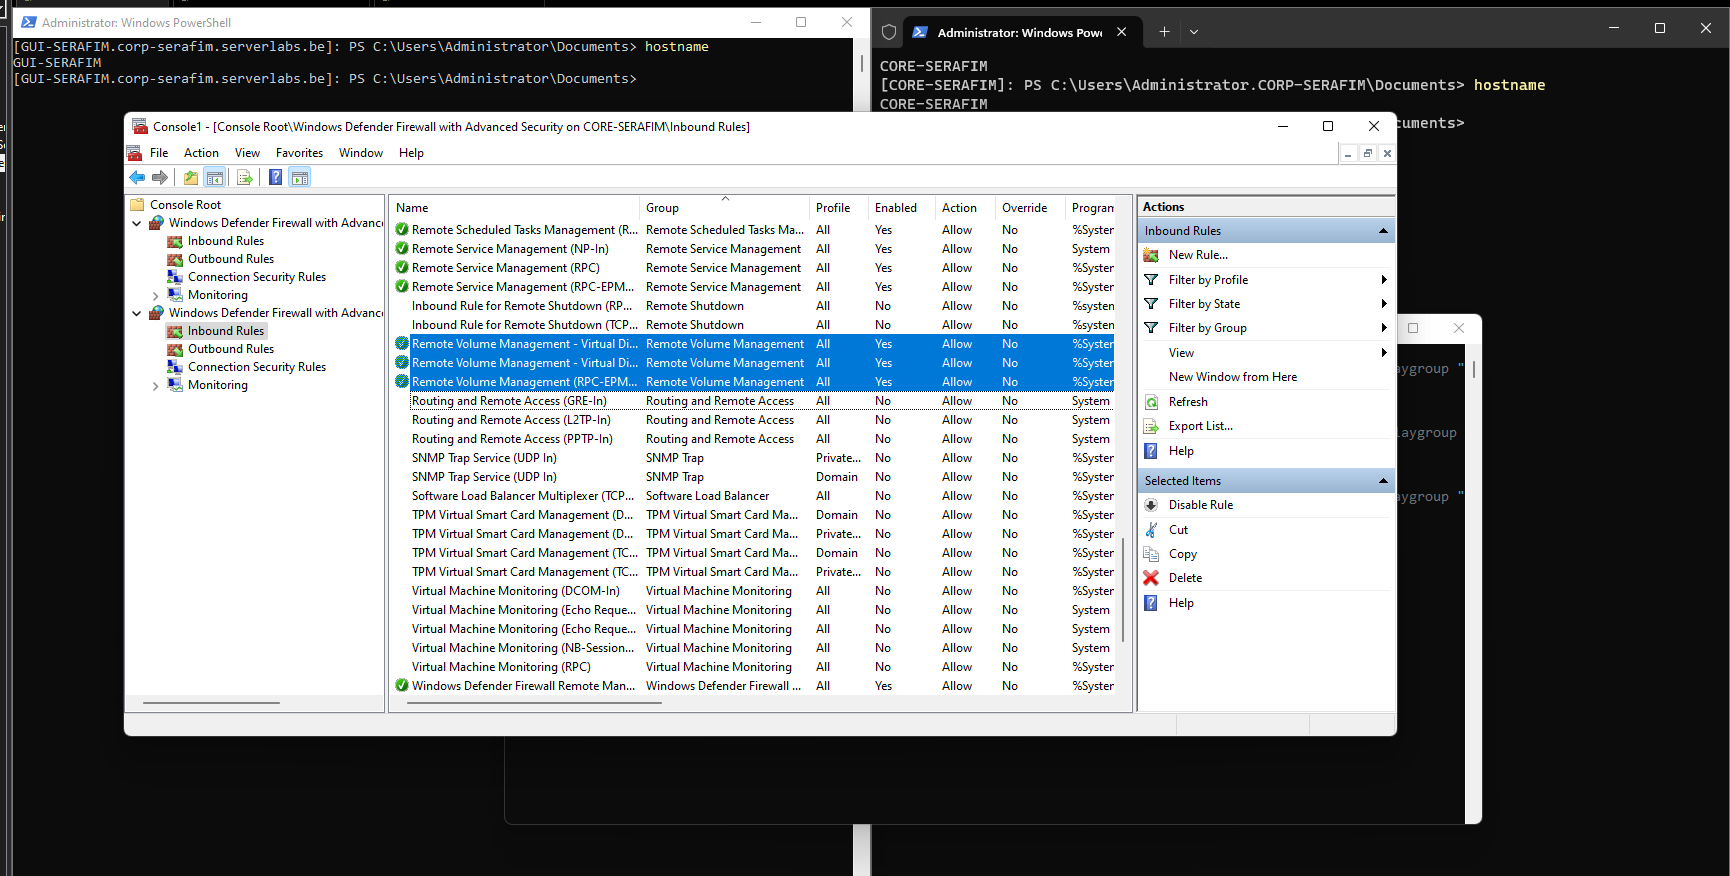 Administrator: Windows PowerShell
[GUI-SERAFIM.corp-serafim.serverlabs.be]: PS C:\Users\Administrator\Documents> hostname
GUI-SERAFIM
[GUI-SERAFIM.corp-serafim.serverlabs.be]: PS C:\Users\Administrator\Documents>
Administrator: Windows Powe
CORE-SERAFIM
[CORE-SERAFIM]: PS C:\Users\Administrator.CORP-SERAFIM\Documents> hostname
CORE-SERAFIM
cuments>
Console1 - [Console Root\Windows Defender Firewall with Advanced Security on CORE-SERAFIM\Inbound Rules]
File Action View Favorites Window Help
Console Root
Windows Defender Firewall with Advanc
Inbound Rules
Outbound Rules
Connection Security Rules
Monitoring
Windows Defender Firewall with Advanc
Inbound Rules
Outbound Rules
Connection Security Rules
Monitoring
Name Group Profile Enabled Action Override Program
Remote Scheduled Tasks Management (R... Remote Scheduled Tasks Ma... All Yes Allow No %System
Remote Service Management (NP-In) Remote Service Management All Yes Allow No System
Remote Service Management (RPC) Remote Service Management All Yes Allow No %System
Remote Service Management (RPC-EPM... Remote Service Management All Yes Allow No %System
Inbound Rule for Remote Shutdown (RP... Remote Shutdown All No Allow No %system
Inbound Rule for Remote Shutdown (TCP... Remote Shutdown All No Allow No %system
Remote Volume Management - Virtual Di... Remote Volume Management All Yes Allow No %System
Remote Volume Management - Virtual Di... Remote Volume Management All Yes Allow No %System
Remote Volume Management (RPC-EPM... Remote Volume Management All Yes Allow No %System
Routing and Remote Access (GRE-In) Routing and Remote Access All No Allow No System
Routing and Remote Access (L2TP-In) Routing and Remote Access All No Allow No System
Routing and Remote Access (PPTP-In) Routing and Remote Access All No Allow No System
SNMP Trap Service (UDP In) SNMP Trap Private... No Allow No %System
SNMP Trap Service (UDP In) SNMP Trap Domain No Allow No %System
Software Load Balancer Multiplexer (TCP... Software Load Balancer All No Allow No %System
TPM Virtual Smart Card Management (D... TPM Virtual Smart Card Ma... Domain No Allow No %System
TPM Virtual Smart Card Management (D... TPM Virtual Smart Card Ma... Private... No Allow No %System
TPM Virtual Smart Card Management (TC... TPM Virtual Smart Card Ma... Domain No Allow No %System
TPM Virtual Smart Card Management (TC... TPM Virtual Smart Card Ma... Private... No Allow No %System
Virtual Machine Monitoring (DCOM-In) Virtual Machine Monitoring All No Allow No %System
Virtual Machine Monitoring (Echo Reque... Virtual Machine Monitoring All No Allow No System
Virtual Machine Monitoring (Echo Reque... Virtual Machine Monitoring All No Allow No System
Virtual Machine Monitoring (NB-Session... Virtual Machine Monitoring All No Allow No System
Virtual Machine Monitoring (RPC) Virtual Machine Monitoring All No Allow No %System
Windows Defender Firewall Remote Man... Windows Defender Firewall ... All Yes Allow No %System
Actions
Inbound Rules
New Rule...
Filter by Profile
Filter by State
Filter by Group
View
New Window from Here
Refresh
Export List...
Help
Selected Items
Disable Rule
Cut
Copy
Delete
Help
aygroup "
laygroup
aygroup "